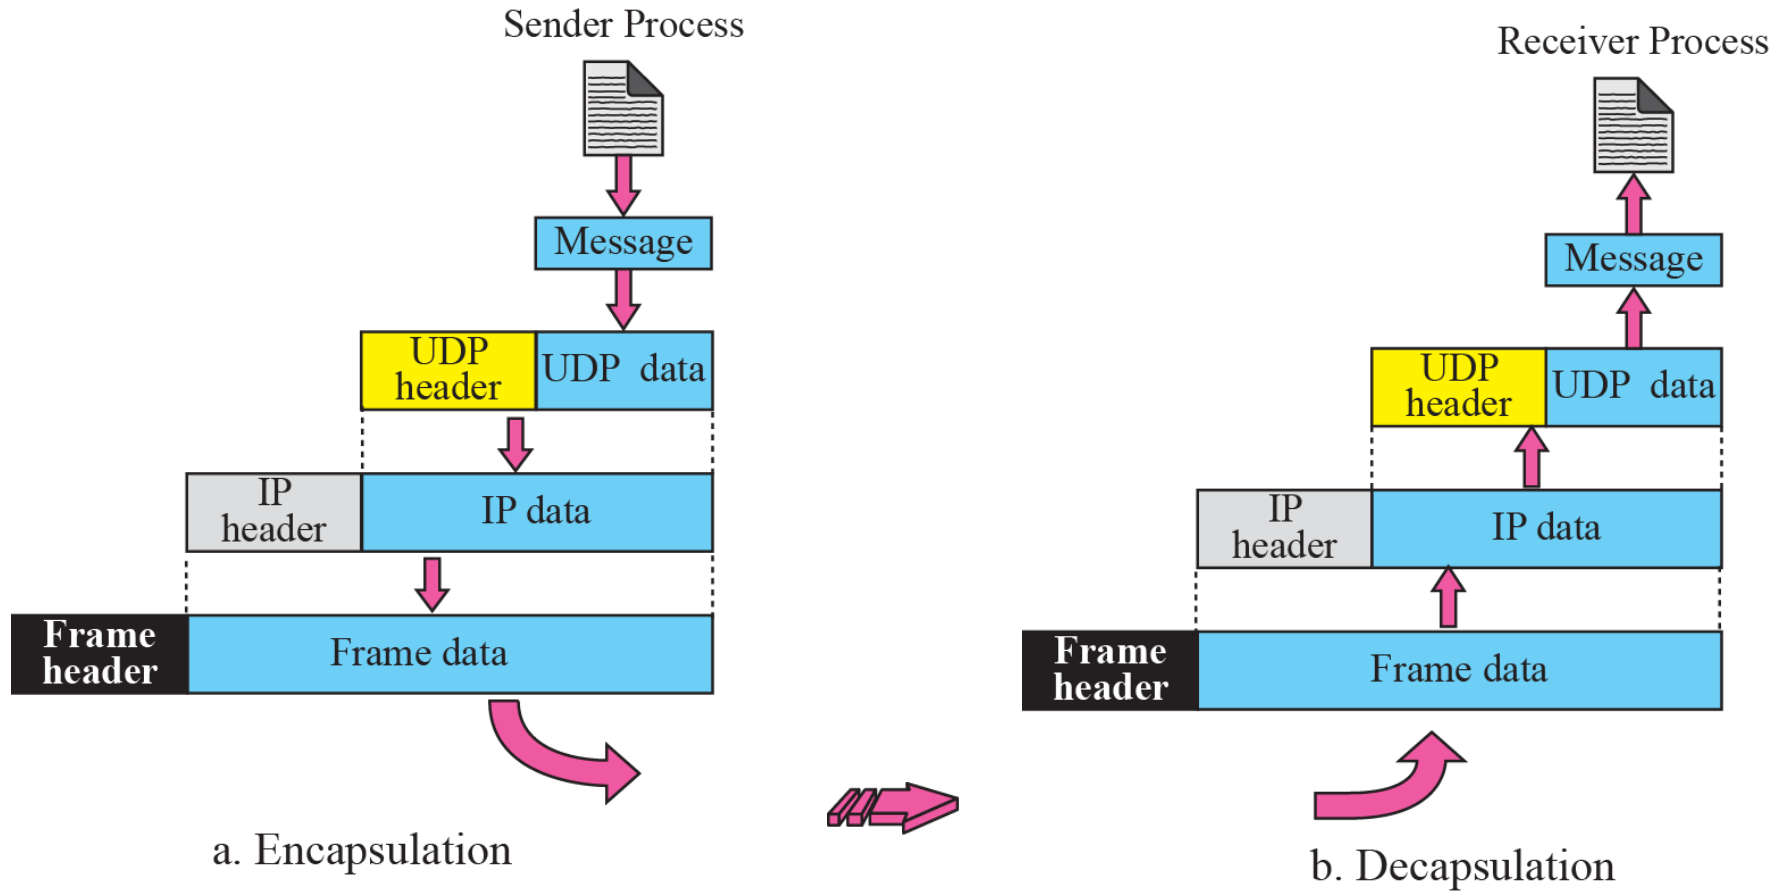 Sender Process
Message
UDP
header
UDP data
IP
header
IP data
Frame
header
Frame data
a. Encapsulation
Receiver Process
Message
UDP
header
UDP data
IP
header
IP data
Frame
header
Frame data
b. Decapsulation